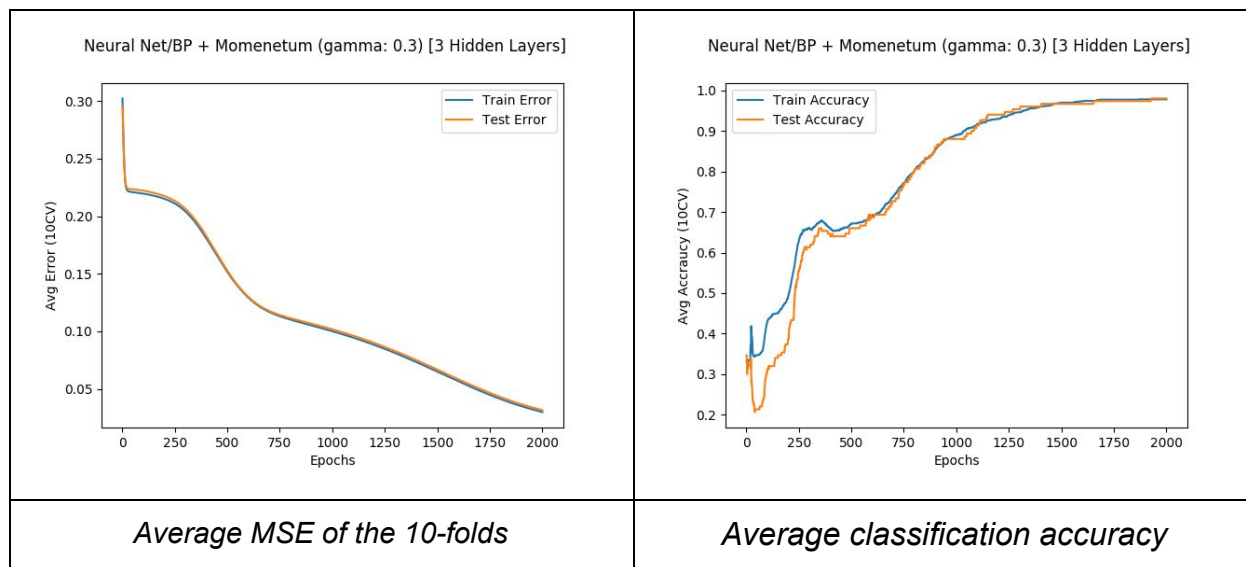 Neural Net/BP + Momenetum (gamma: 0.3) [3 Hidden Layers]
Train Error
Test Error
0.30
0.25
0.20
0.15
0.10
0.05
Avg Error (10CV)
0 250 500 750 1000 1250 1500 1750 2000
Epochs
Neural Net/BP + Momenetum (gamma: 0.3) [3 Hidden Layers]
Train Accuracy
Test Accuracy
1.0
0.9
0.8
0.7
0.6
0.5
0.4
0.3
0.2
Avg Accraucy (10CV)
0 250 500 750 1000 1250 1500 1750 2000
Epochs
Average MSE of the 10-folds
Average classification accuracy